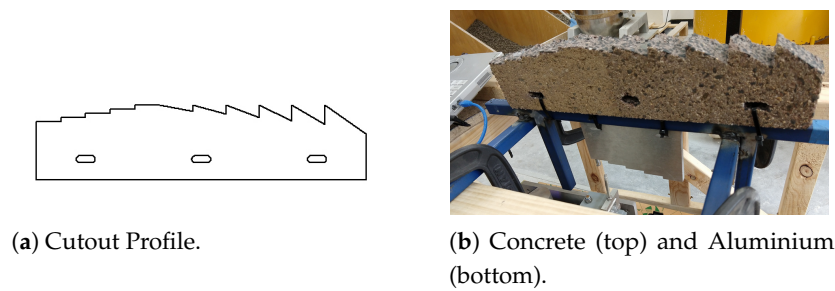 (a) Cutout Profile.
(b) Concrete (top) and Aluminium
(bottom).